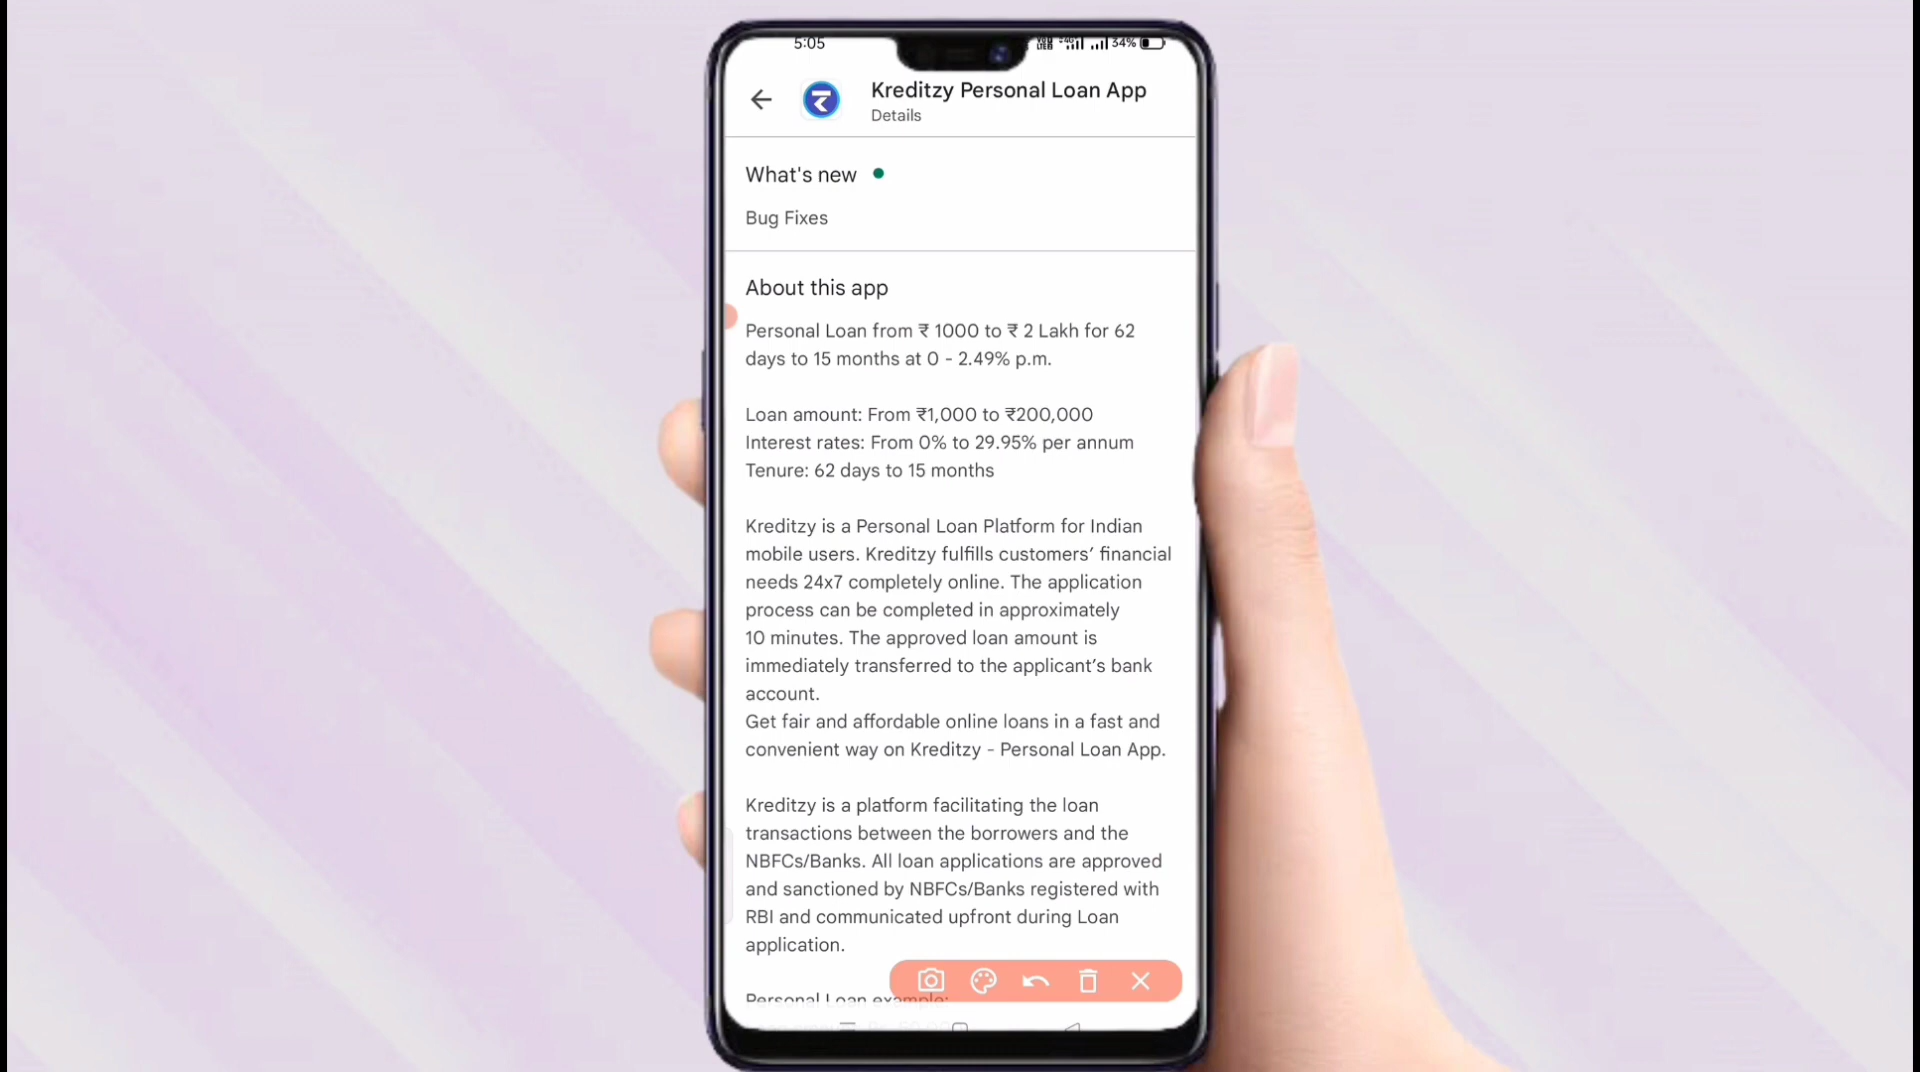 5:05
34%
Kreditzy Personal Loan App
Details
What's new
Bug Fixes
About this app
Personal Loan from ₹ 1000 to ₹ 2 Lakh for 62
days to 15 months at 0 - 2.49% p.m.
Loan amount: From ₹1,000 to ₹200,000
Interest rates: From 0% to 29.95% per annum
Tenure: 62 days to 15 months
Kreditzy is a Personal Loan Platform for Indian
mobile users. Kreditzy fulfills customers’ financial
needs 24x7 completely online. The application
process can be completed in approximately
10 minutes. The approved loan amount is
immediately transferred to the applicant’s bank
account.
Get fair and affordable online loans in a fast and
convenient way on Kreditzy - Personal Loan App.
Kreditzy is a platform facilitating the loan
transactions between the borrowers and the
NBFCs/Banks. All loan applications are approved
and sanctioned by NBFCs/Banks registered with
RBI and communicated upfront during Loan
application.
Personal Loan example: